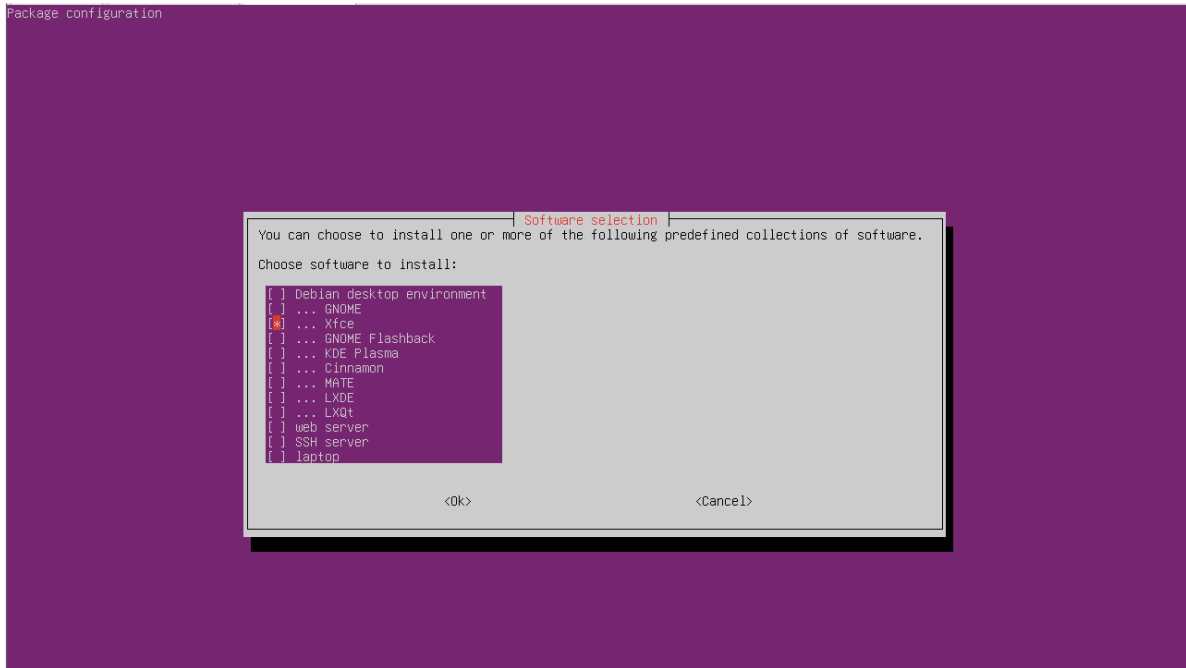 Package configuration
Software selection
You can choose to install one or more of the following predefined collections of software.
Choose software to install:
[ ] Debian desktop environment
[ ] ... GNOME
[*] ... Xfce
[ ] ... GNOME Flashback
[ ] ... KDE Plasma
[ ] ... Cinnamon
[ ] ... MATE
[ ] ... LXDE
[ ] ... LXQt
[ ] web server
[ ] SSH server
[ ] laptop
<Ok> <Cancel>